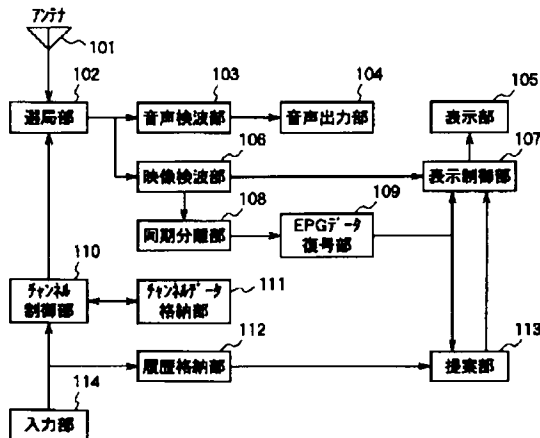 アンテナ
101
102
選局部
103
音声検波部
104
音声出力部
105
表示部
106
映像検波部
107
表示制御部
108
同期分離部
109
EPGデータ
復号部
110
チャンネル
制御部
111
チャンネルデータ
格納部
112
履歴格納部
113
提案部
114
入力部